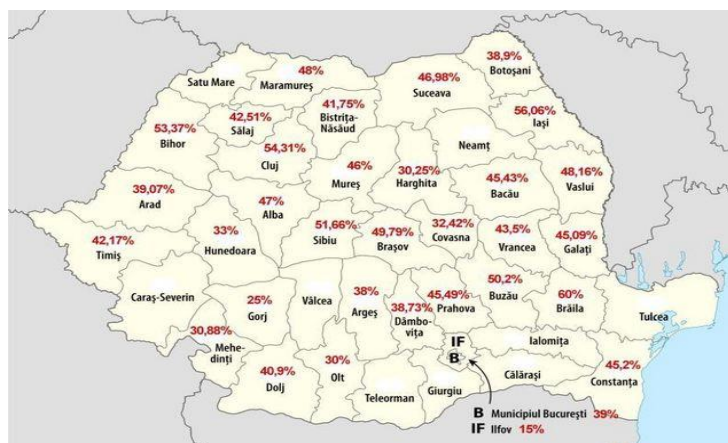 38,9%
Botoșani
48%
Maramureș
Satu Mare
46,98%
Suceava
41,75%
Bistrița-
Năsăud
42,51%
Sălaj
56,06%
Iași
53,37%
Bihor
54,31%
Cluj
Neamț
46%
Mureș
30,25%
Harghita
48,16%
Vaslui
45,43%
Bacău
39,07%
Arad
47%
Alba
42,17%
Timiș
33%
Hunedoara
51,66%
Sibiu
49,79%
Brașov
32,42%
Covasna
43,5%
Vrancea
45,09%
Galați
Caraș-Severin
25%
Gorj
Vâlcea
38%
Argeș
38,73%
Dâmbo-
vița
45,49%
Prahova
50,2%
Buzău
60%
Brăila
Tulcea
30,88%
Mehe-
dinți
IF
B
Ialomița
40,9%
Dolj
30%
Olt
Teleorman
Giurgiu
Călărași
45,2%
Constanța
B Municipiul București 39%
IF Ilfov 15%